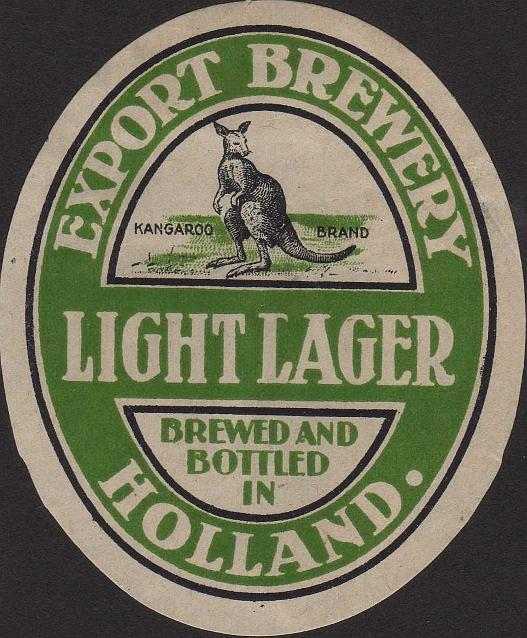 EXPORT BREWERY
KANGAROO BRAND
LIGHT LAGER
BREWED AND
BOTTLED
IN
HOLLAND.